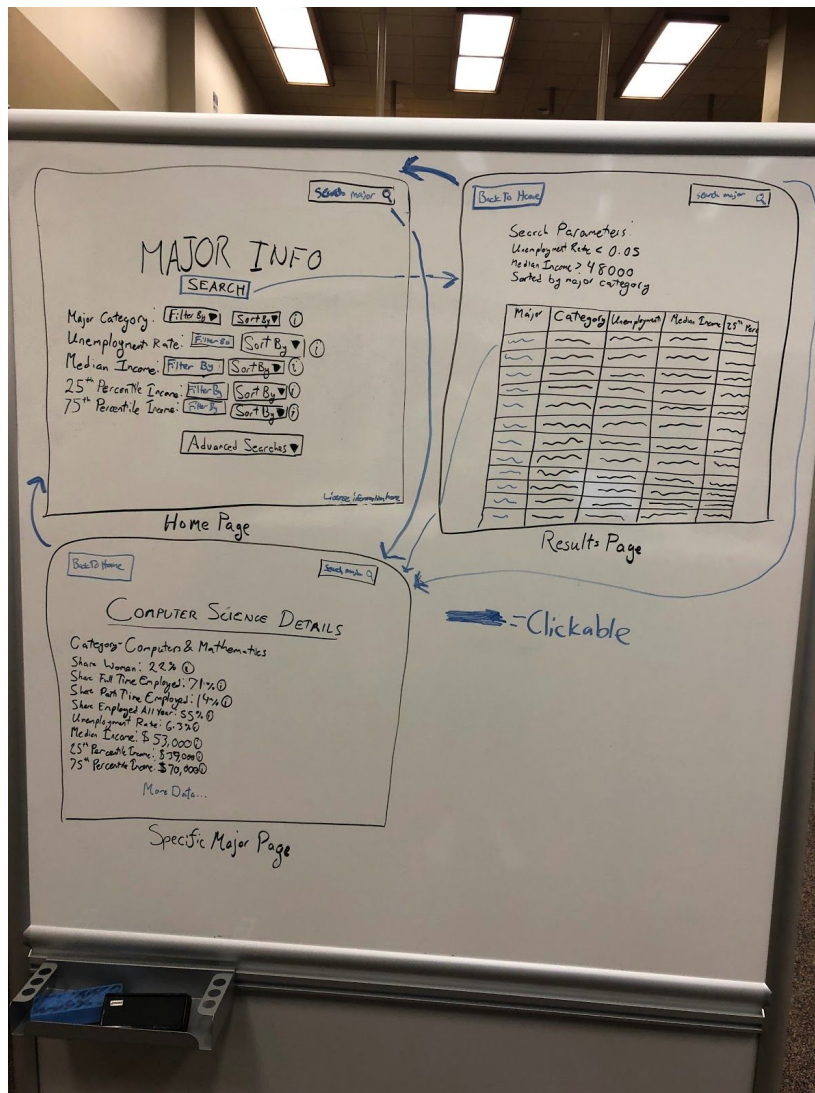 Search major
MAJOR INFO
SEARCH
Major Category: Filter By ▼ Sort By ▼ i
Unemployment Rate: Filter By Sort By ▼ i
Median Income: Filter By Sort By ▼ i
25th Percentile Income: Filter By Sort By ▼ i
75th Percentile Income: Filter By Sort By ▼ i
Advanced Searches ▼
License information here
Home Page
Back To Home search major
Search Parameters:
Unemployment Rate < 0.05
Median Income > 48000
Sorted by major category
Major Category Unemployment Median Income 25th Perc
Results Page
Back To Home Search major
COMPUTER SCIENCE DETAILS
Category- Computers & Mathematics
Share Women: 22% i
Share Full Time Employed: 71% i
Share Part Time Employed: 14% i
Share Employed All Year: 55% i
Unemployment Rate: 6.3% i
Median Income: $53,000 i
25th Percentile Income: $39,000 i
75th Percentile Income: $70,000 i
More Data...
Specific Major Page
=Clickable